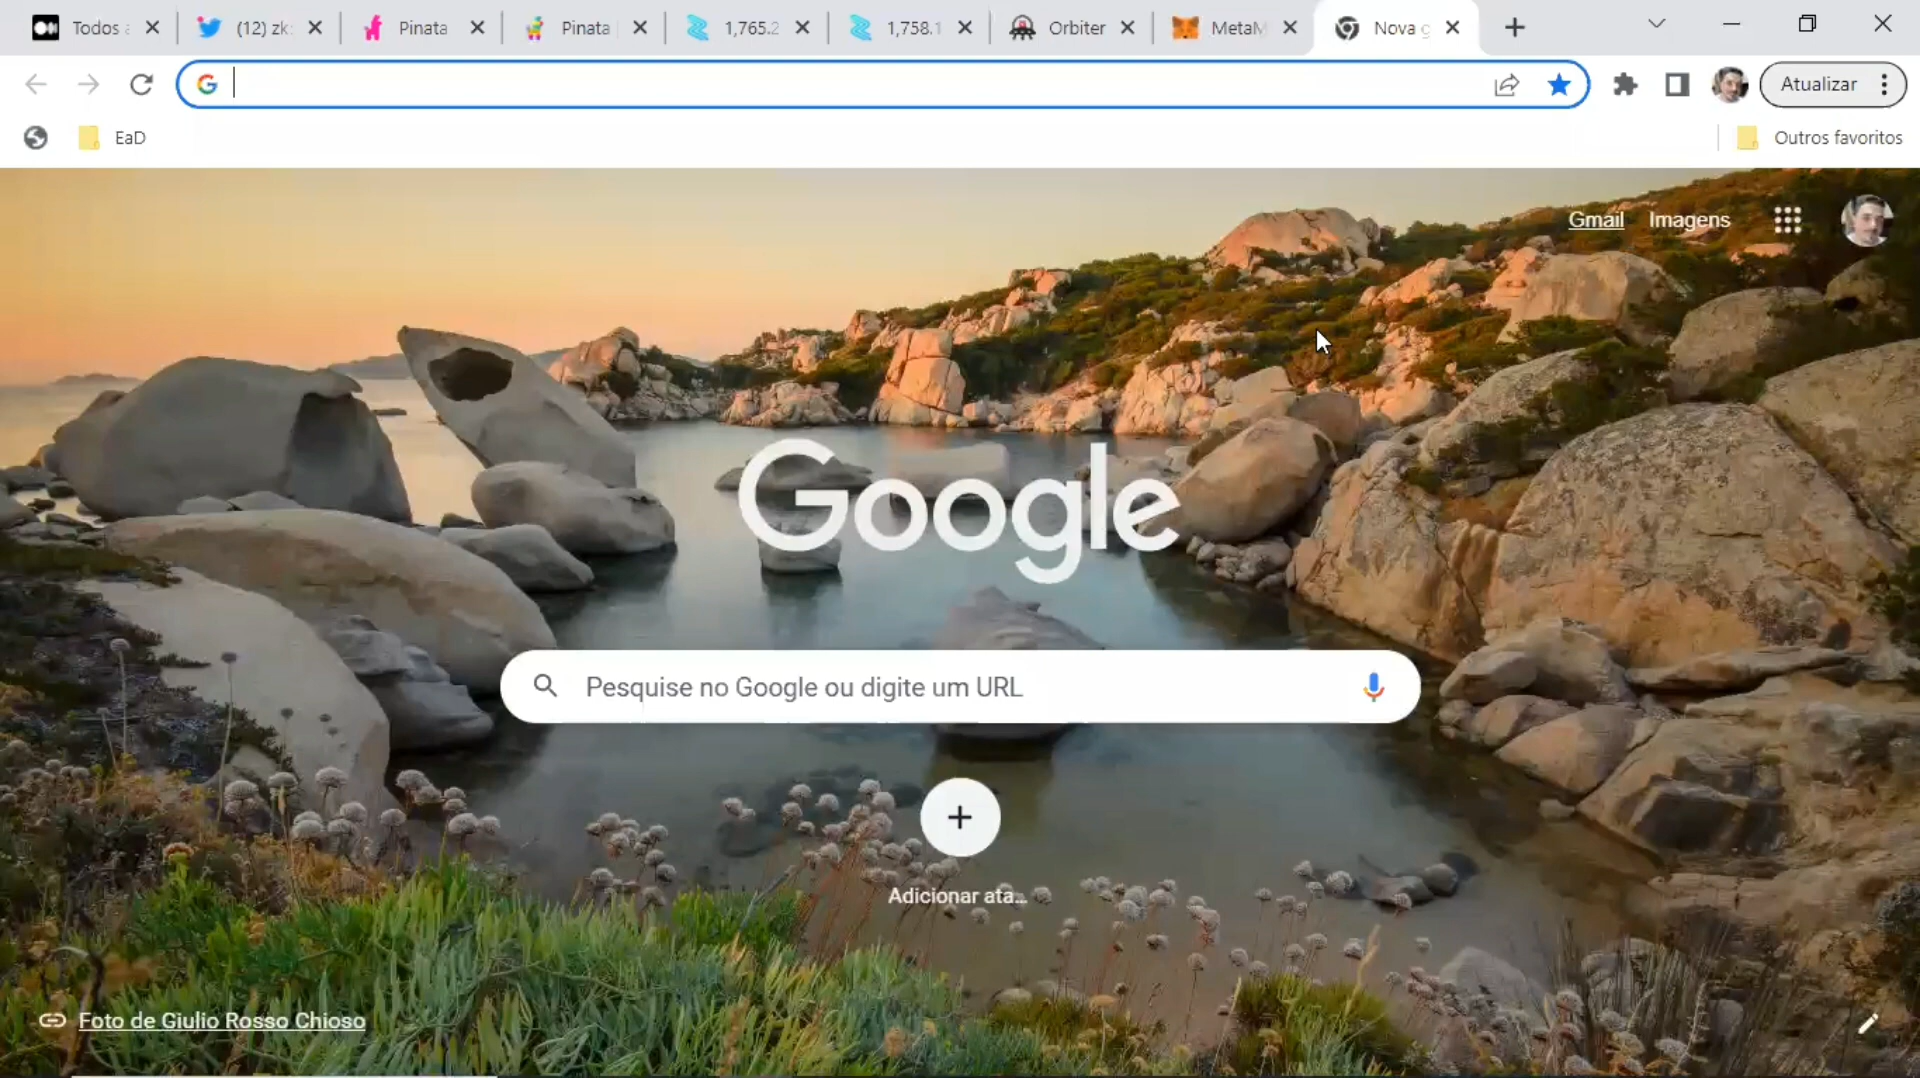 Todos
(12) zk
Pinata
Pinata
1,765.2
1,758.1
Orbiter
MetaM
Nova g
Atualizar
EaD
Outros favoritos
Gmail
Imagens
Google
Pesquise no Google ou digite um URL
Adicionar ata...
Foto de Giulio Rosso Chioso